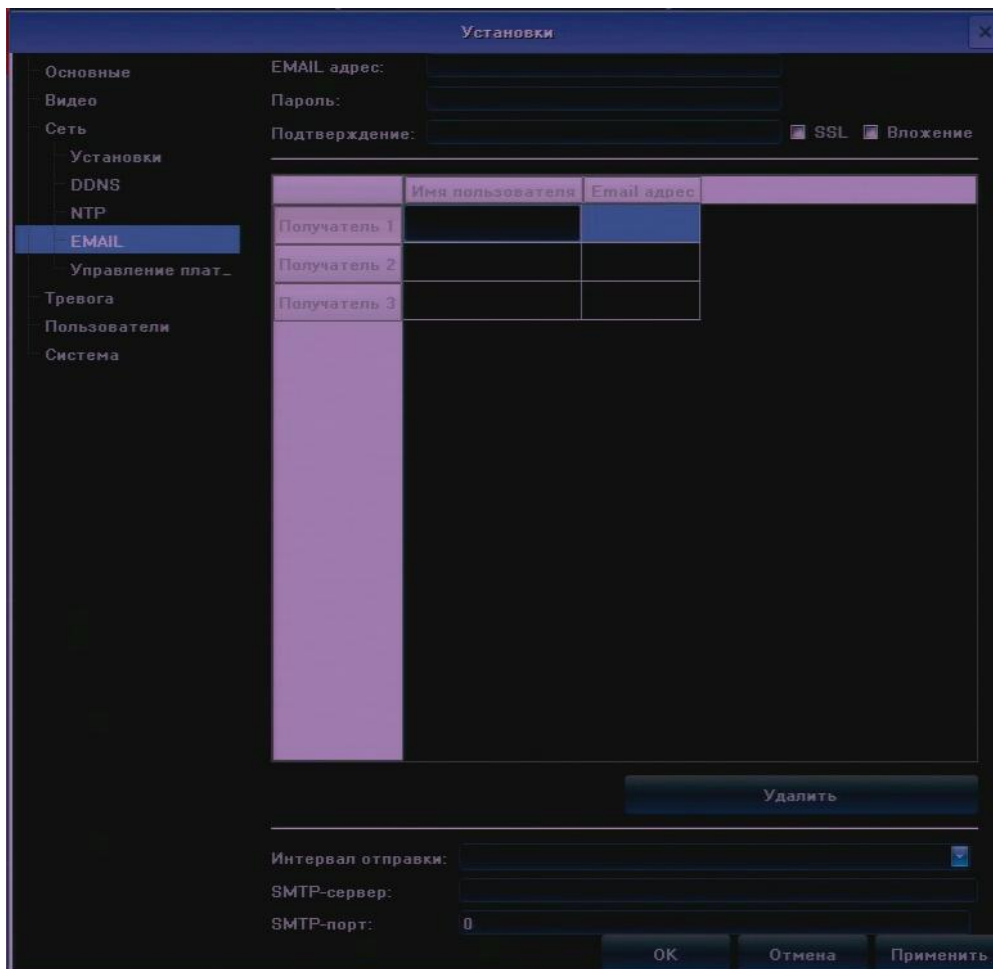 Установки
Основные
Видео
Сеть
Установки
DDNS
NTP
EMAIL
Управление плат_
Тревога
Пользователи
Система
EMAIL адрес:
Пароль:
Подтверждение:
SSL Вложение
Имя пользователя Email адрес
Получатель 1
Получатель 2
Получатель 3
Удалить
Интервал отправки:
SMTP-сервер:
SMTP-порт: 0
OK Отмена Применить